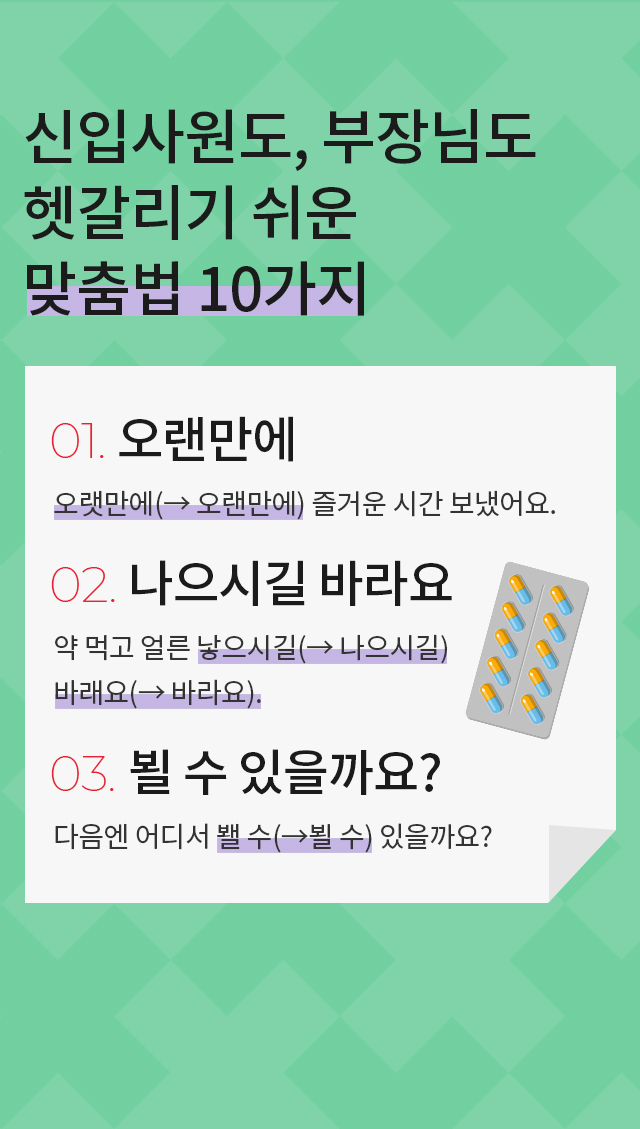 신입사원도, 부장님도
헷갈리기 쉬운
맞춤법 10가지
01. 오랜만에
오랫만에(→ 오랜만에) 즐거운 시간 보냈어요.
02. 나으시길 바라요
약 먹고 얼른 낳으시길(→ 나으시길)
바래요(→ 바라요).
03. 뵐 수 있을까요?
다음엔 어디서 봴 수(→뵐 수) 있을까요?